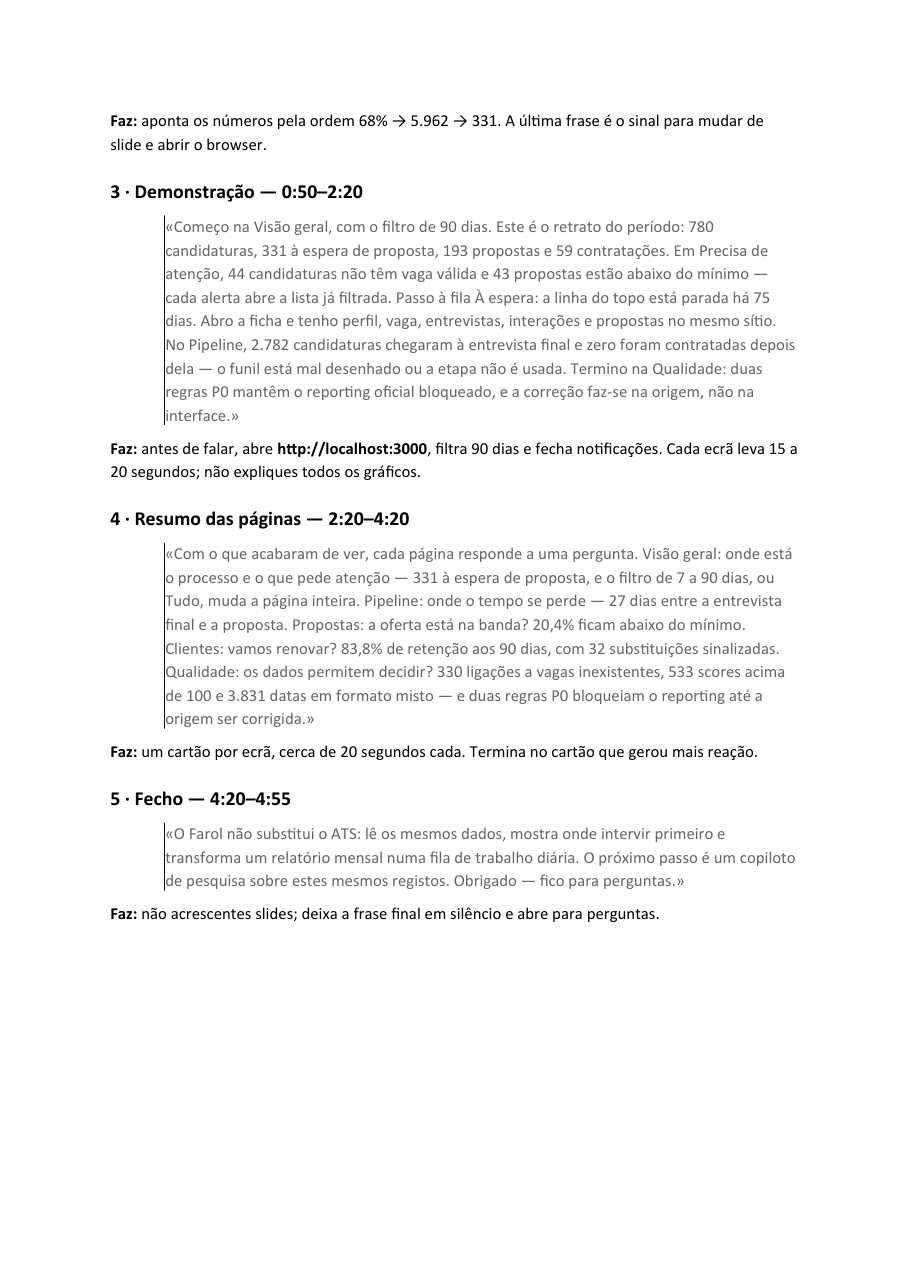 Faz: aponta os números pela ordem 68% → 5.962 → 331. A última frase é o sinal para mudar de
slide e abrir o browser.
3 · Demonstração — 0:50–2:20
«Começo na Visão geral, com o filtro de 90 dias. Este é o retrato do período: 780
candidaturas, 331 à espera de proposta, 193 propostas e 59 contratações. Em Precisa de
atenção, 44 candidaturas não têm vaga válida e 43 propostas estão abaixo do mínimo —
cada alerta abre a lista já filtrada. Passo à fila À espera: a linha do topo está parada há 75
dias. Abro a ficha e tenho perfil, vaga, entrevistas, interações e propostas no mesmo sítio.
No Pipeline, 2.782 candidaturas chegaram à entrevista final e zero foram contratadas depois
dela — o funil está mal desenhado ou a etapa não é usada. Termino na Qualidade: duas
regras P0 mantêm o reporting oficial bloqueado, e a correção faz-se na origem, não na
interface.»
Faz: antes de falar, abre http://localhost:3000, filtra 90 dias e fecha notificações. Cada ecrã leva 15 a
20 segundos; não expliques todos os gráficos.
4 · Resumo das páginas — 2:20–4:20
«Com o que acabaram de ver, cada página responde a uma pergunta. Visão geral: onde está
o processo e o que pede atenção — 331 à espera de proposta, e o filtro de 7 a 90 dias, ou
Tudo, muda a página inteira. Pipeline: onde o tempo se perde — 27 dias entre a entrevista
final e a proposta. Propostas: a oferta está na banda? 20,4% ficam abaixo do mínimo.
Clientes: vamos renovar? 83,8% de retenção aos 90 dias, com 32 substituições sinalizadas.
Qualidade: os dados permitem decidir? 330 ligações a vagas inexistentes, 533 scores acima
de 100 e 3.831 datas em formato misto — e duas regras P0 bloqueiam o reporting até a
origem ser corrigida.»
Faz: um cartão por ecrã, cerca de 20 segundos cada. Termina no cartão que gerou mais reação.
5 · Fecho — 4:20–4:55
«O Farol não substitui o ATS: lê os mesmos dados, mostra onde intervir primeiro e
transforma um relatório mensal numa fila de trabalho diária. O próximo passo é um copiloto
de pesquisa sobre estes mesmos registos. Obrigado — fico para perguntas.»
Faz: não acrescentes slides; deixa a frase final em silêncio e abre para perguntas.